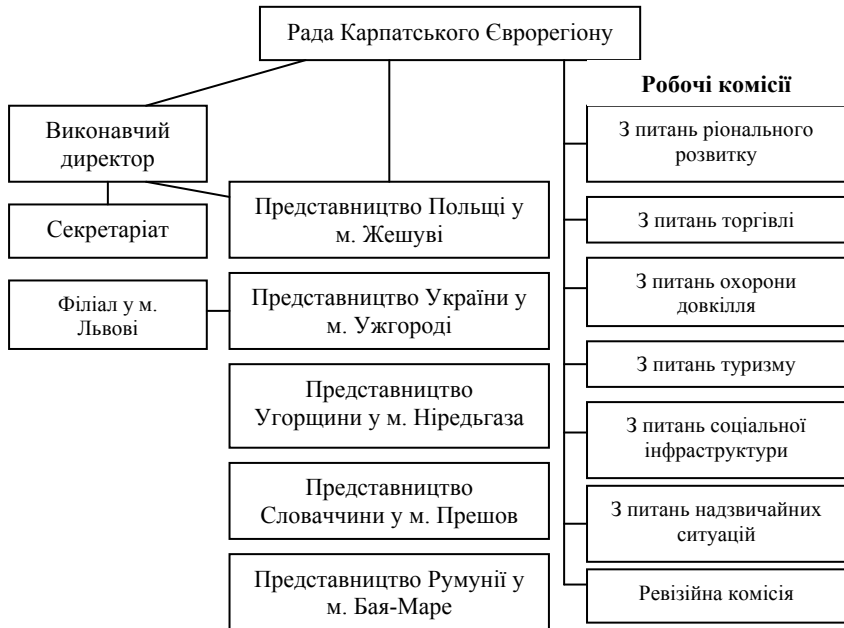 Рада Карпатського Єврорегіону
Виконавчий
директор
Секретаріат
Філіал у м.
Львові
Представництво Польщі у
м. Жешуві
Представництво України у
м. Ужгороді
Представництво
Угорщини у м. Ніредьгаза
Представництво
Словаччини у м. Прешов
Представництво Румунії у
м. Бая-Маре
Робочі комісії
З питань ріонального
розвитку
З питань торгівлі
З питань охорони
довкілля
З питань туризму
З питань соціальної
інфраструктури
З питань надзвичайних
ситуацій
Ревізійна комісія